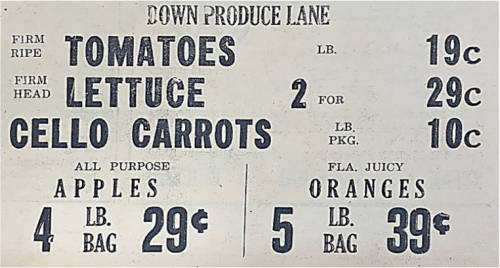 DOWN PRODUCE LANE
FIRM RIPE TOMATOES LB. 19c
FIRM HEAD LETTUCE 2 FOR 29c
CELLO CARROTS LB. PKG. 10c
ALL PURPOSE
APPLES
4 LB. BAG 29¢
FLA. JUICY
ORANGES
5 LB. BAG 39¢